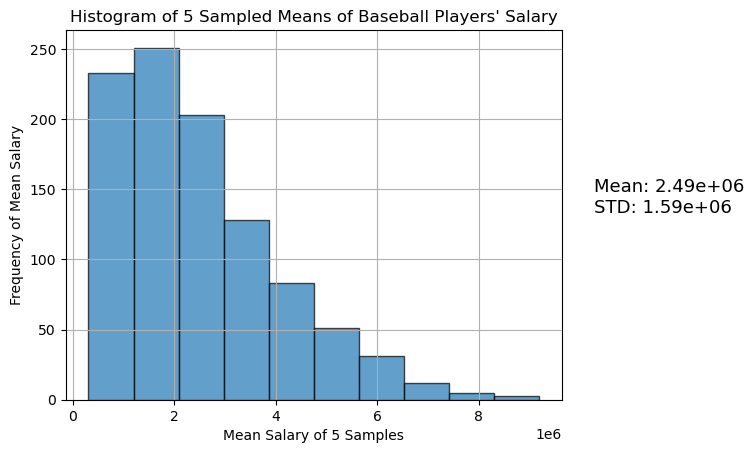 Histogram of 5 Sampled Means of Baseball Players' Salary
Frequency of Mean Salary
250
200
150
100
50
0
0 2 4 6 8
1e6
Mean Salary of 5 Samples
Mean: 2.49e+06
STD: 1.59e+06